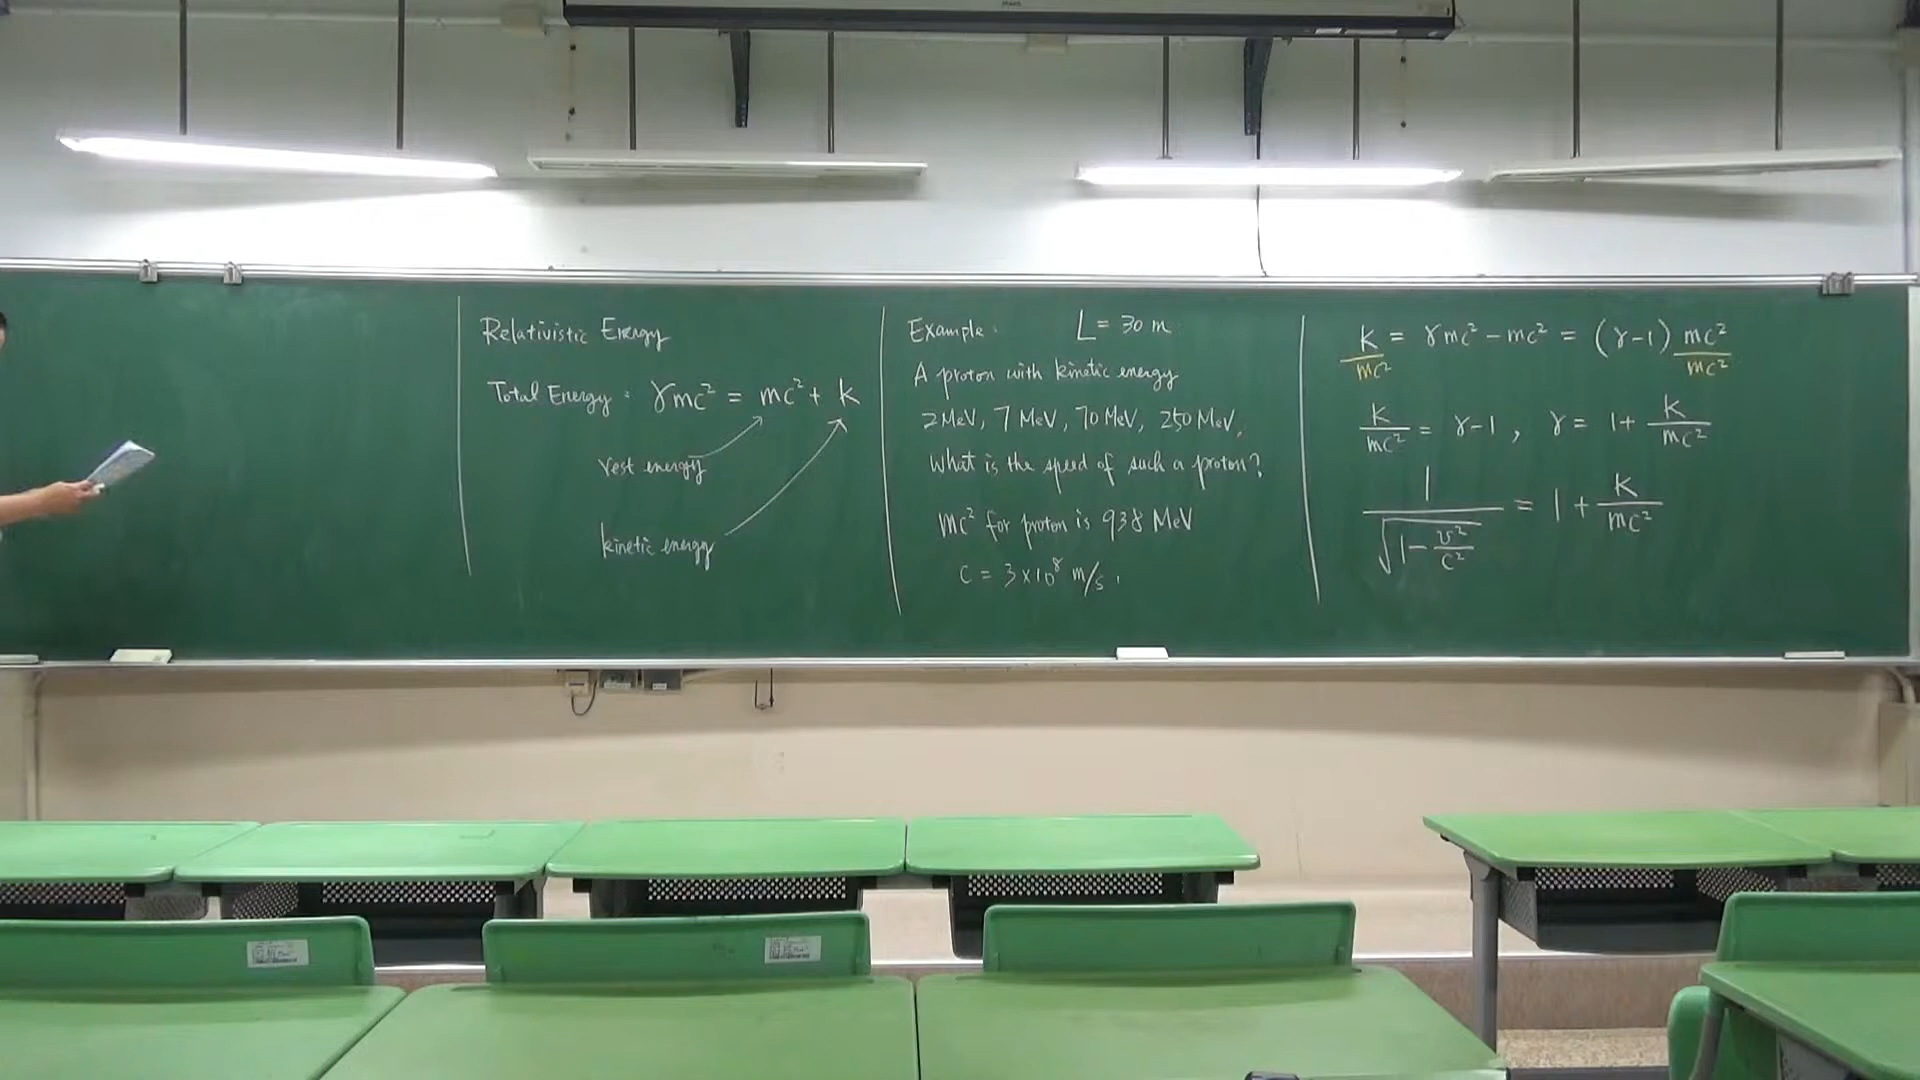 Relativistic Energy
Total Energy : γmc² = mc² + k
rest energy
kinetic energy
Example : L = 30 m
A proton with kinetic energy
2 MeV, 7 MeV, 70 MeV, 250 MeV,
What is the speed of such a proton?
mc² for proton is 938 MeV
C = 3×10⁸ m/s.
k/mc² = γmc² - mc² = (γ-1) mc²/mc²
k/mc² = γ-1 , γ = 1+ k/mc²
1/√(1-v²/c²) = 1 + k/mc²